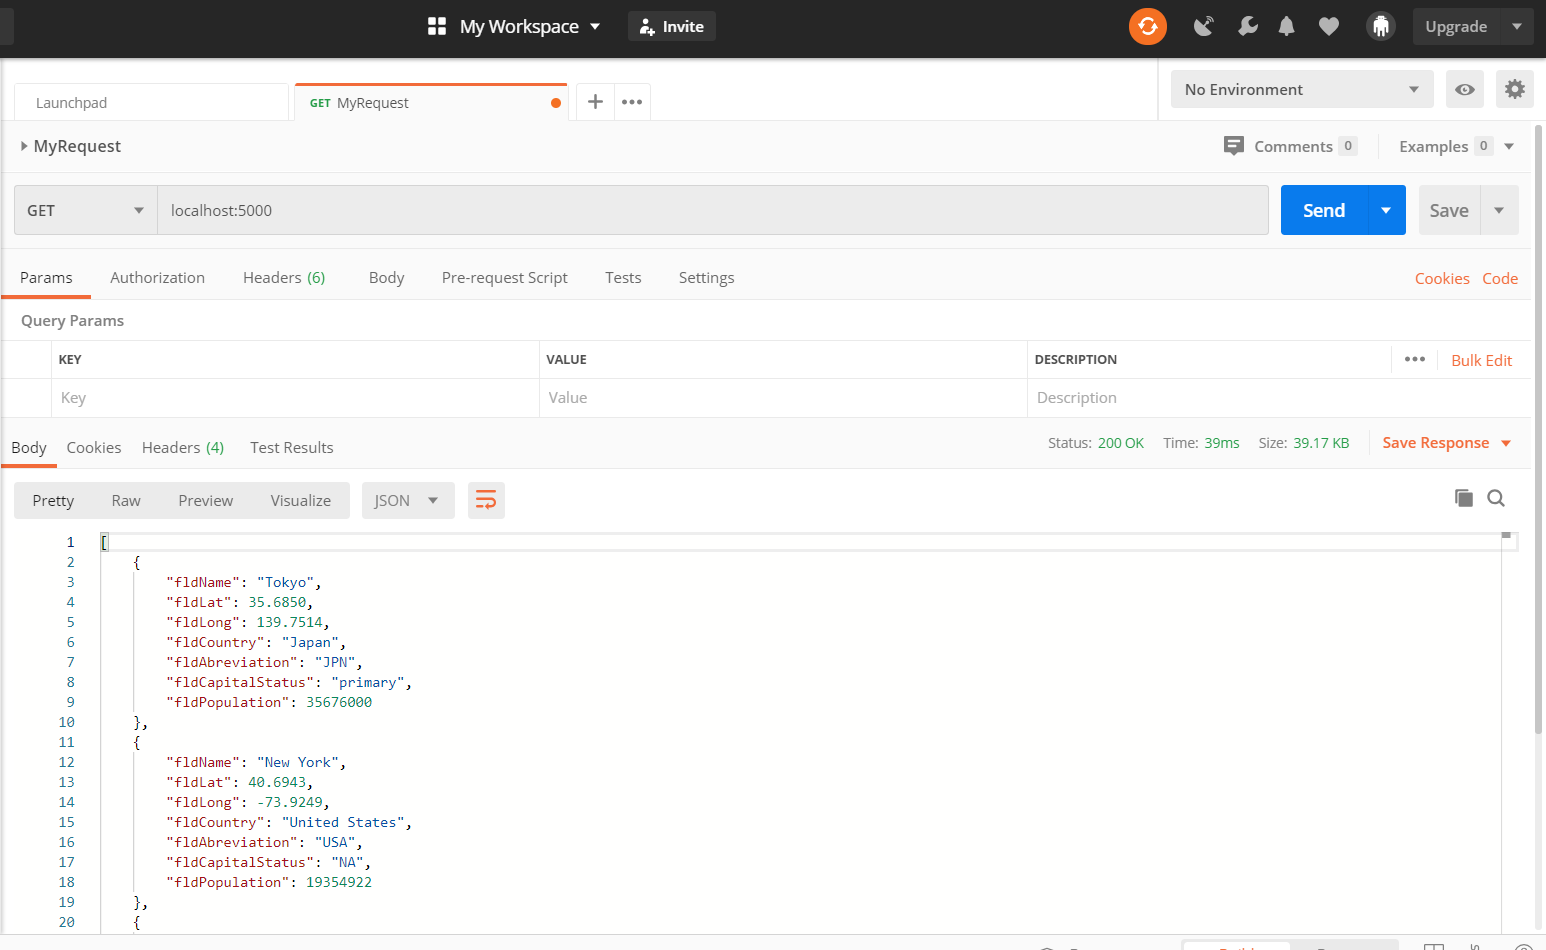 My Workspace Invite Upgrade
Launchpad GET MyRequest No Environment
MyRequest Comments 0 Examples 0
GET localhost:5000 Send Save
Params Authorization Headers (6) Body Pre-request Script Tests Settings Cookies Code
Query Params
KEY VALUE DESCRIPTION Bulk Edit
Key Value Description
Body Cookies Headers (4) Test Results Status: 200 OK Time: 39ms Size: 39.17 KB Save Response
Pretty Raw Preview Visualize JSON
1 [
2 {
3 "fldName": "Tokyo",
4 "fldLat": 35.6850,
5 "fldLong": 139.7514,
6 "fldCountry": "Japan",
7 "fldAbreviation": "JPN",
8 "fldCapitalStatus": "primary",
9 "fldPopulation": 35676000
10 },
11 {
12 "fldName": "New York",
13 "fldLat": 40.6943,
14 "fldLong": -73.9249,
15 "fldCountry": "United States",
16 "fldAbreviation": "USA",
17 "fldCapitalStatus": "NA",
18 "fldPopulation": 19354922
19 },
20 {